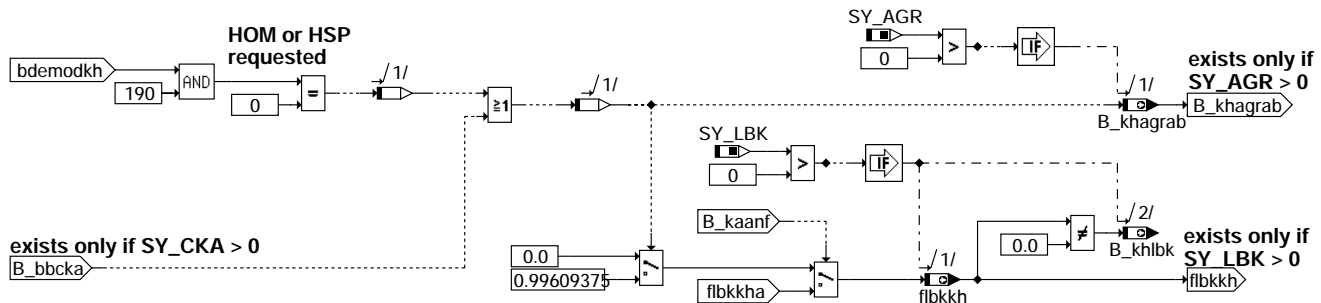 HOM or HSP
requested
bdemodkh
190
AND
0
=
/1/
≥1
/1/
SY_AGR
0
>
IF
/1/
B_khagrab
exists only if
SY_AGR > 0
B_khagrab
SY_LBK
0
>
IF
B_kaanf
exists only if SY_CKA > 0
B_bbcka
0.0
0.99609375
flbkkha
/1/
flbkkh
0.0
≠
/2/
B_khlbk
exists only if
SY_LBK > 0
flbkkh